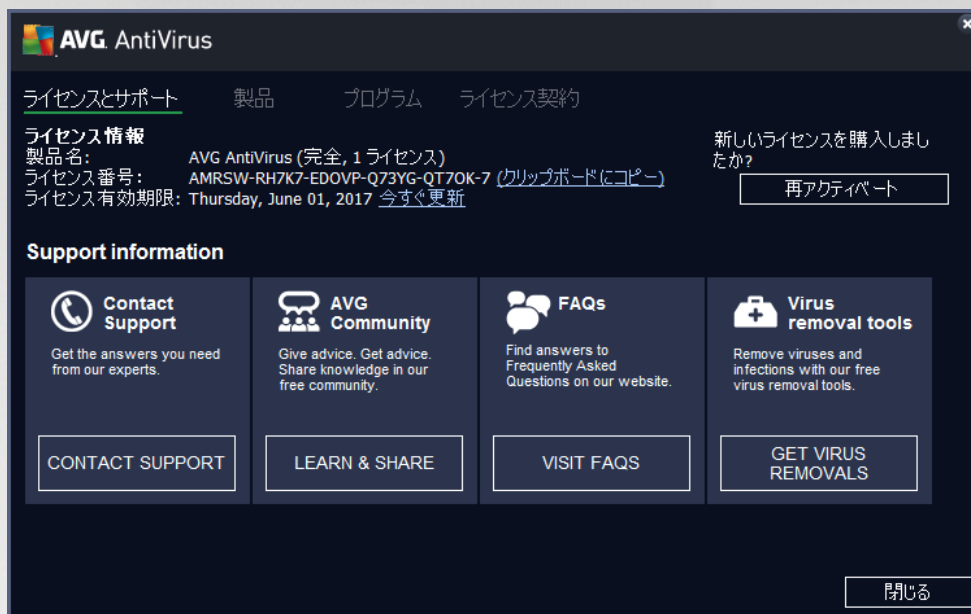 AVG. AntiVirus
ライセンスとサポート 製品 プログラム ライセンス契約
ライセンス情報
製品名: AVG AntiVirus (完全, 1 ライセンス)
ライセンス番号: AMRSW-RH7K7-EDOVP-Q73YG-QT7OK-7 (クリップボードにコピー)
ライセンス有効期限: Thursday, June 01, 2017 今すぐ更新
新しいライセンスを購入しまし
たか?
再アクティベート
Support information
Contact
Support
Get the answers you need
from our experts.
CONTACT SUPPORT
AVG
Community
Give advice. Get advice.
Share knowledge in our
free community.
LEARN & SHARE
FAQs
Find answers to
Frequently Asked
Questions on our website.
VISIT FAQS
Virus
removal tools
Remove viruses and
infections with our free
virus removal tools.
GET VIRUS
REMOVALS
閉じる